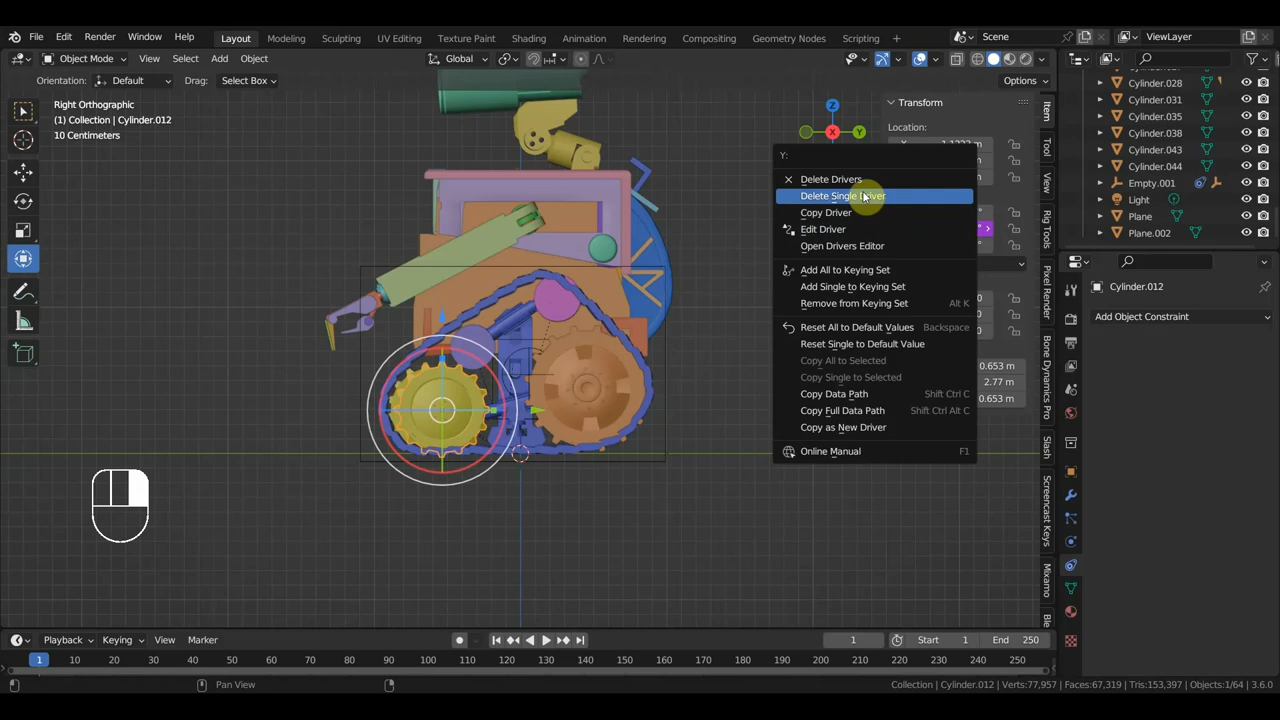 File Edit Render Window Help Layout Modeling Sculpting UV Editing Texture Paint Shading Animation Rendering Compositing Geometry Nodes Scripting + Scene ViewLayer
Object Mode View Select Add Object Global
Orientation: Default Drag: Select Box Options
Right Orthographic
(1) Collection | Cylinder.012
10 Centimeters
Z
Y
X
Transform
Location:
Y:
Delete Drivers
Delete Single Driver
Copy Driver
Edit Driver
Open Drivers Editor
Add All to Keying Set
Add Single to Keying Set
Remove from Keying Set Alt K
Reset All to Default Values Backspace
Reset Single to Default Value
Copy All to Selected
Copy Single to Selected
Copy Data Path Shift Ctrl C
Copy Full Data Path Shift Ctrl Alt C
Copy as New Driver
Online Manual F1
0.653 m
2.77 m
0.653 m
Item
Tool
View
Rig Tools
Pixel Render
Bone Dynamics Pro
Slash
Screencast Keys
Mixamo
Cylinder.028
Cylinder.031
Cylinder.035
Cylinder.038
Cylinder.043
Cylinder.044
Empty.001
Light
Plane
Plane.002
Cylinder.012
Add Object Constraint
Playback Keying View Marker 1 Start 1 End 250
1 10 20 30 40 50 60 70 80 90 100 110 120 130 140 150 160 170 180 190 200 210 220 230 240 250
Pan View
Collection | Cylinder.012 | Verts:77,957 | Faces:67,319 | Tris:153,397 | Objects:1/64 | 3.6.0